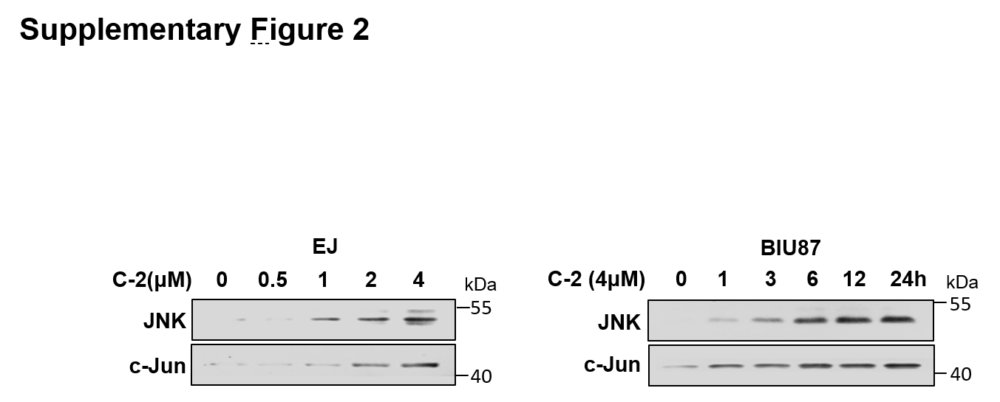 Supplementary Figure 2
EJ
C-2(μM) 0 0.5 1 2 4 kDa
JNK 55
c-Jun 40
BIU87
C-2 (4μM) 0 1 3 6 12 24h kDa
JNK 55
c-Jun 40